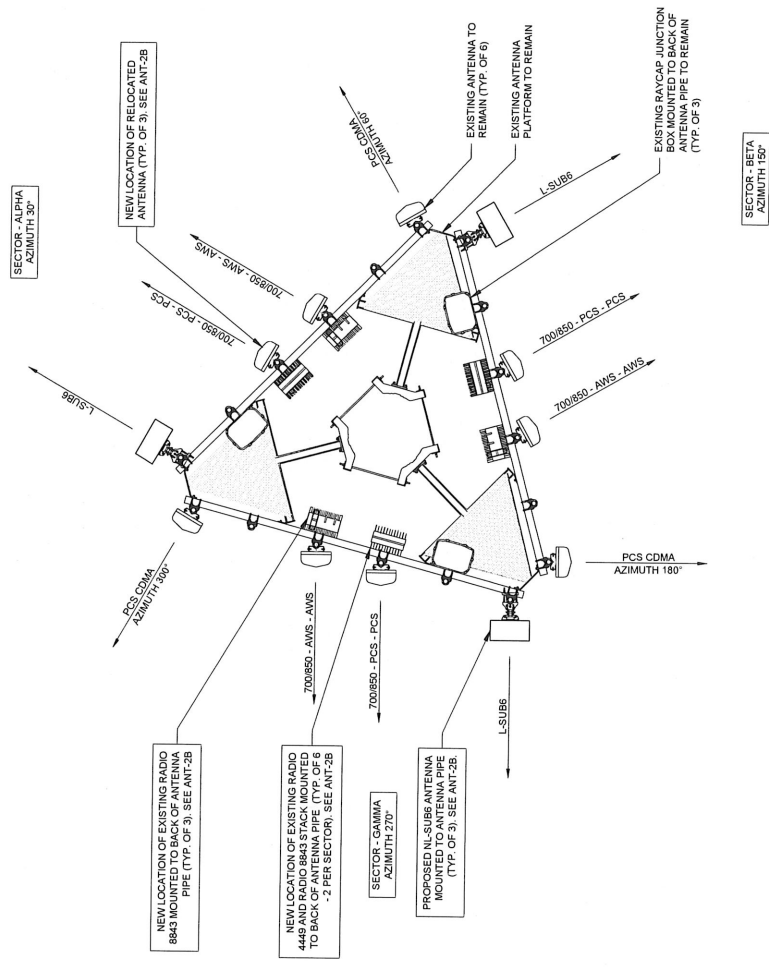 SECTOR - ALPHA
AZIMUTH 30°
NEW LOCATION OF RELOCATED
ANTENNA (TYP. OF 3). SEE ANT-2B
PCS CDMA
AZIMUTH 60°
EXISTING ANTENNA TO
REMAIN (TYP. OF 6)
EXISTING ANTENNA
PLATFORM TO REMAIN
EXISTING RAYCAP JUNCTION
BOX MOUNTED TO BACK OF
ANTENNA PIPE TO REMAIN
(TYP. OF 3)
700/850 - AWS - AWS
700/850 - PCS - PCS
L-SUB6
L-SUB6
SECTOR - BETA
AZIMUTH 150°
700/850 - PCS - PCS
700/850 - AWS - AWS
PCS CDMA
AZIMUTH 300°
PCS CDMA
AZIMUTH 180°
700/850 - AWS - AWS
700/850 - PCS - PCS
L-SUB6
NEW LOCATION OF EXISTING RADIO
8843 MOUNTED TO BACK OF ANTENNA
PIPE (TYP. OF 3). SEE ANT-2B
NEW LOCATION OF EXISTING RADIO
4449 AND RADIO 8843 STACK MOUNTED
TO BACK OF ANTENNA PIPE (TYP. OF 6
- 2 PER SECTOR). SEE ANT-2B
SECTOR - GAMMA
AZIMUTH 270°
PROPOSED NL-SUB6 ANTENNA
MOUNTED TO ANTENNA PIPE
(TYP. OF 3). SEE ANT-2B.